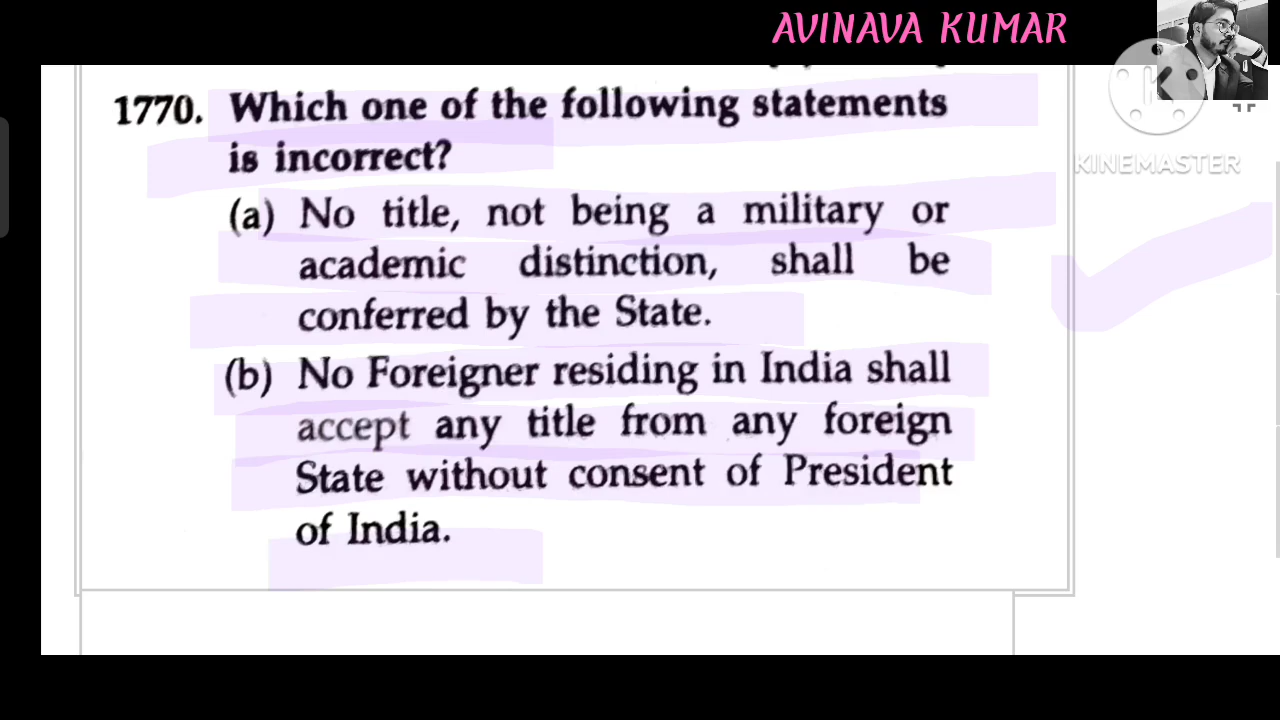 AVINAVA KUMAR
KINEMASTER
1770. Which one of the following statements
is incorrect?
(a) No title, not being a military or
academic distinction, shall be
conferred by the State.
(b) No Foreigner residing in India shall
accept any title from any foreign
State without consent of President
of India.